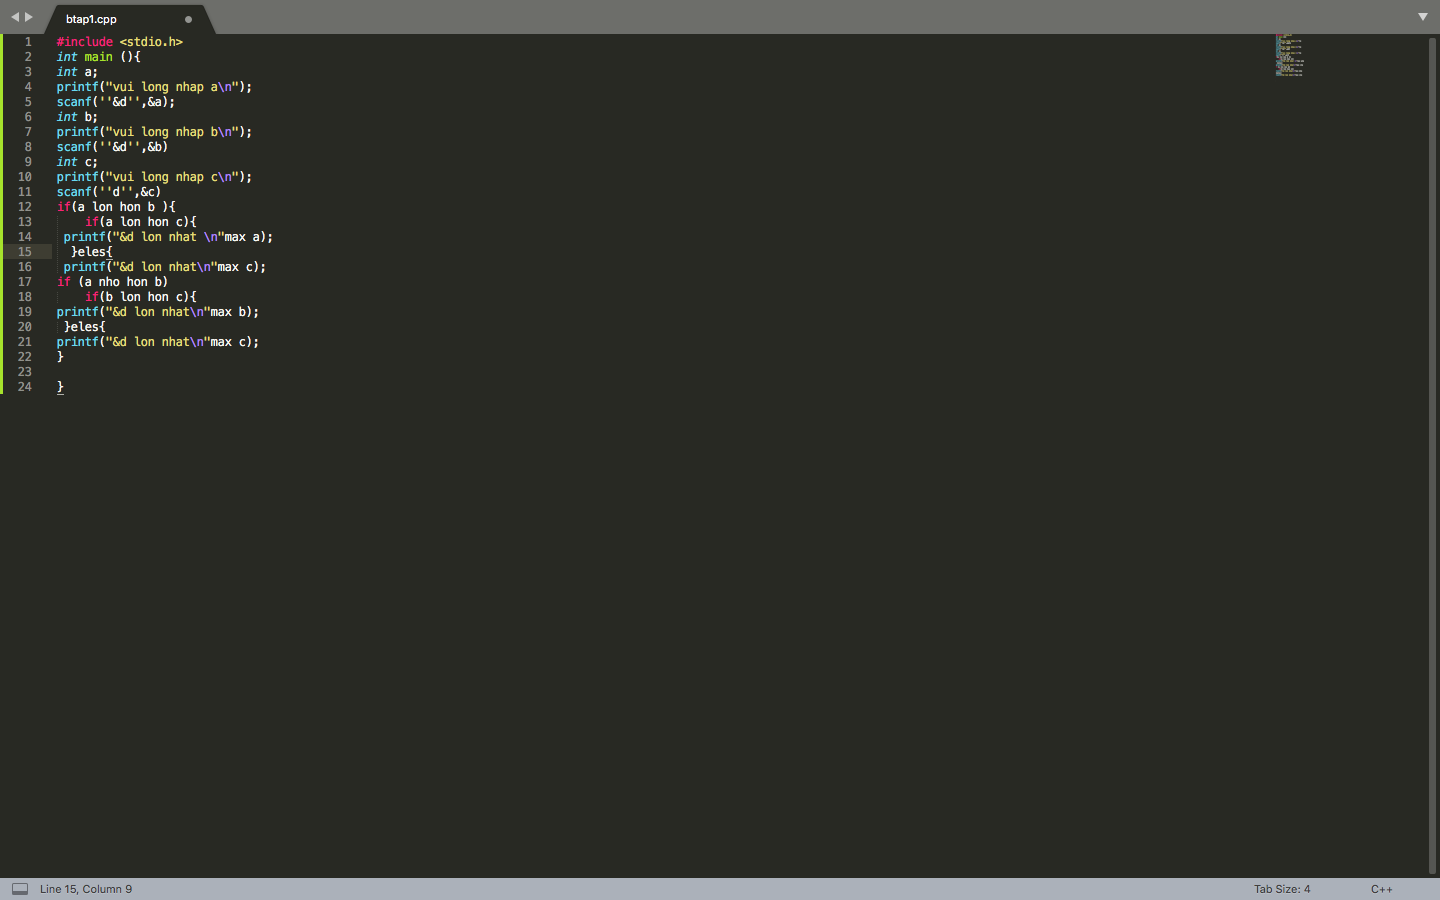 btap1.cpp
1 #include <stdio.h>
2 int main (){
3 int a;
4 printf("vui long nhap a\n");
5 scanf(''&d'',&a);
6 int b;
7 printf("vui long nhap b\n");
8 scanf(''&d'',&b)
9 int c;
10 printf("vui long nhap c\n");
11 scanf(''d'',&c)
12 if(a lon hon b ){
13     if(a lon hon c){
14  printf("&d lon nhat \n"max a);
15   }eles{
16  printf("&d lon nhat\n"max c);
17 if (a nho hon b)
18     if(b lon hon c){
19 printf("&d lon nhat\n"max b);
20  }eles{
21 printf("&d lon nhat\n"max c);
22 }
23
24 }
Line 15, Column 9
Tab Size: 4
C++